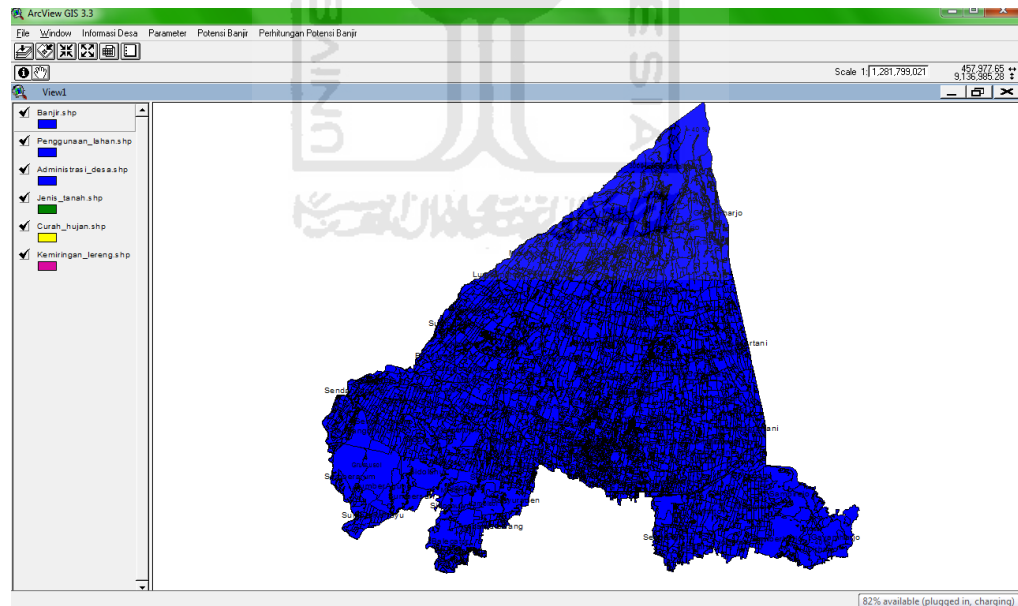 ArcView GIS 3.3
File Window Informasi Desa Parameter Potensi Banjir Perhitungan Potensi Banjir
Scale 1: 1,281,799,021
457,977.65
9,136,985.28
View1
Banjir.shp
Penggunaan_lahan.shp
Administrasi_desa.shp
Jenis_tanah.shp
Curah_hujan.shp
Kemiringan_lereng.shp
82% available (plugged in, charging)